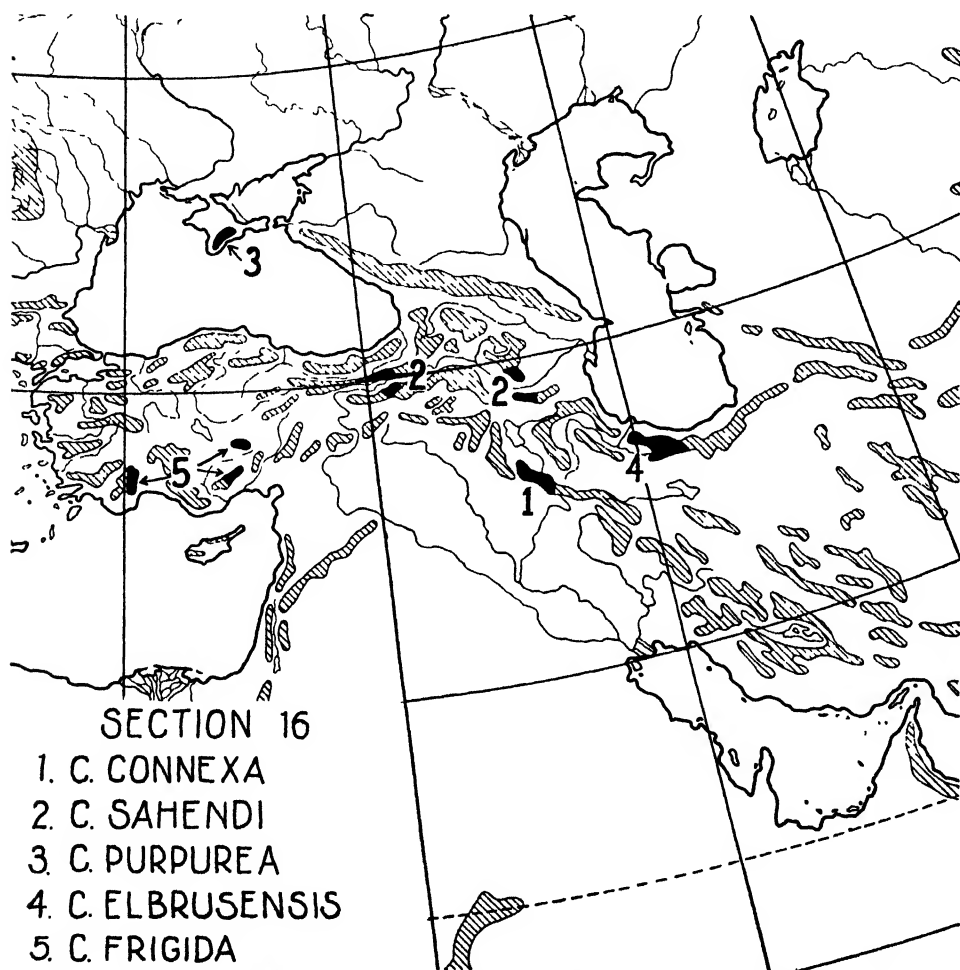 3
2
2
5
4
1
SECTION 16
1. C. CONNEXA
2. C. SAHENDI
3. C. PURPUREA
4. C. ELBRUSENSIS
5. C. FRIGIDA